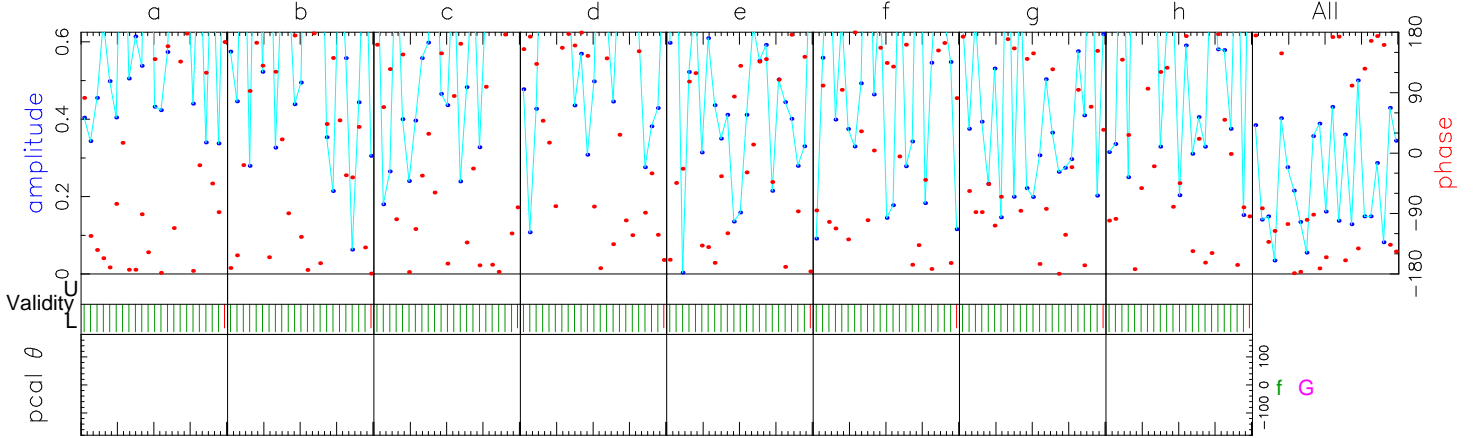 a b c d e f g h All
amplitude
0 0.2 0.4 0.6
phase
180 90 0 −90 −180
Validity
U
L
pcal θ
100 0 −100
f G